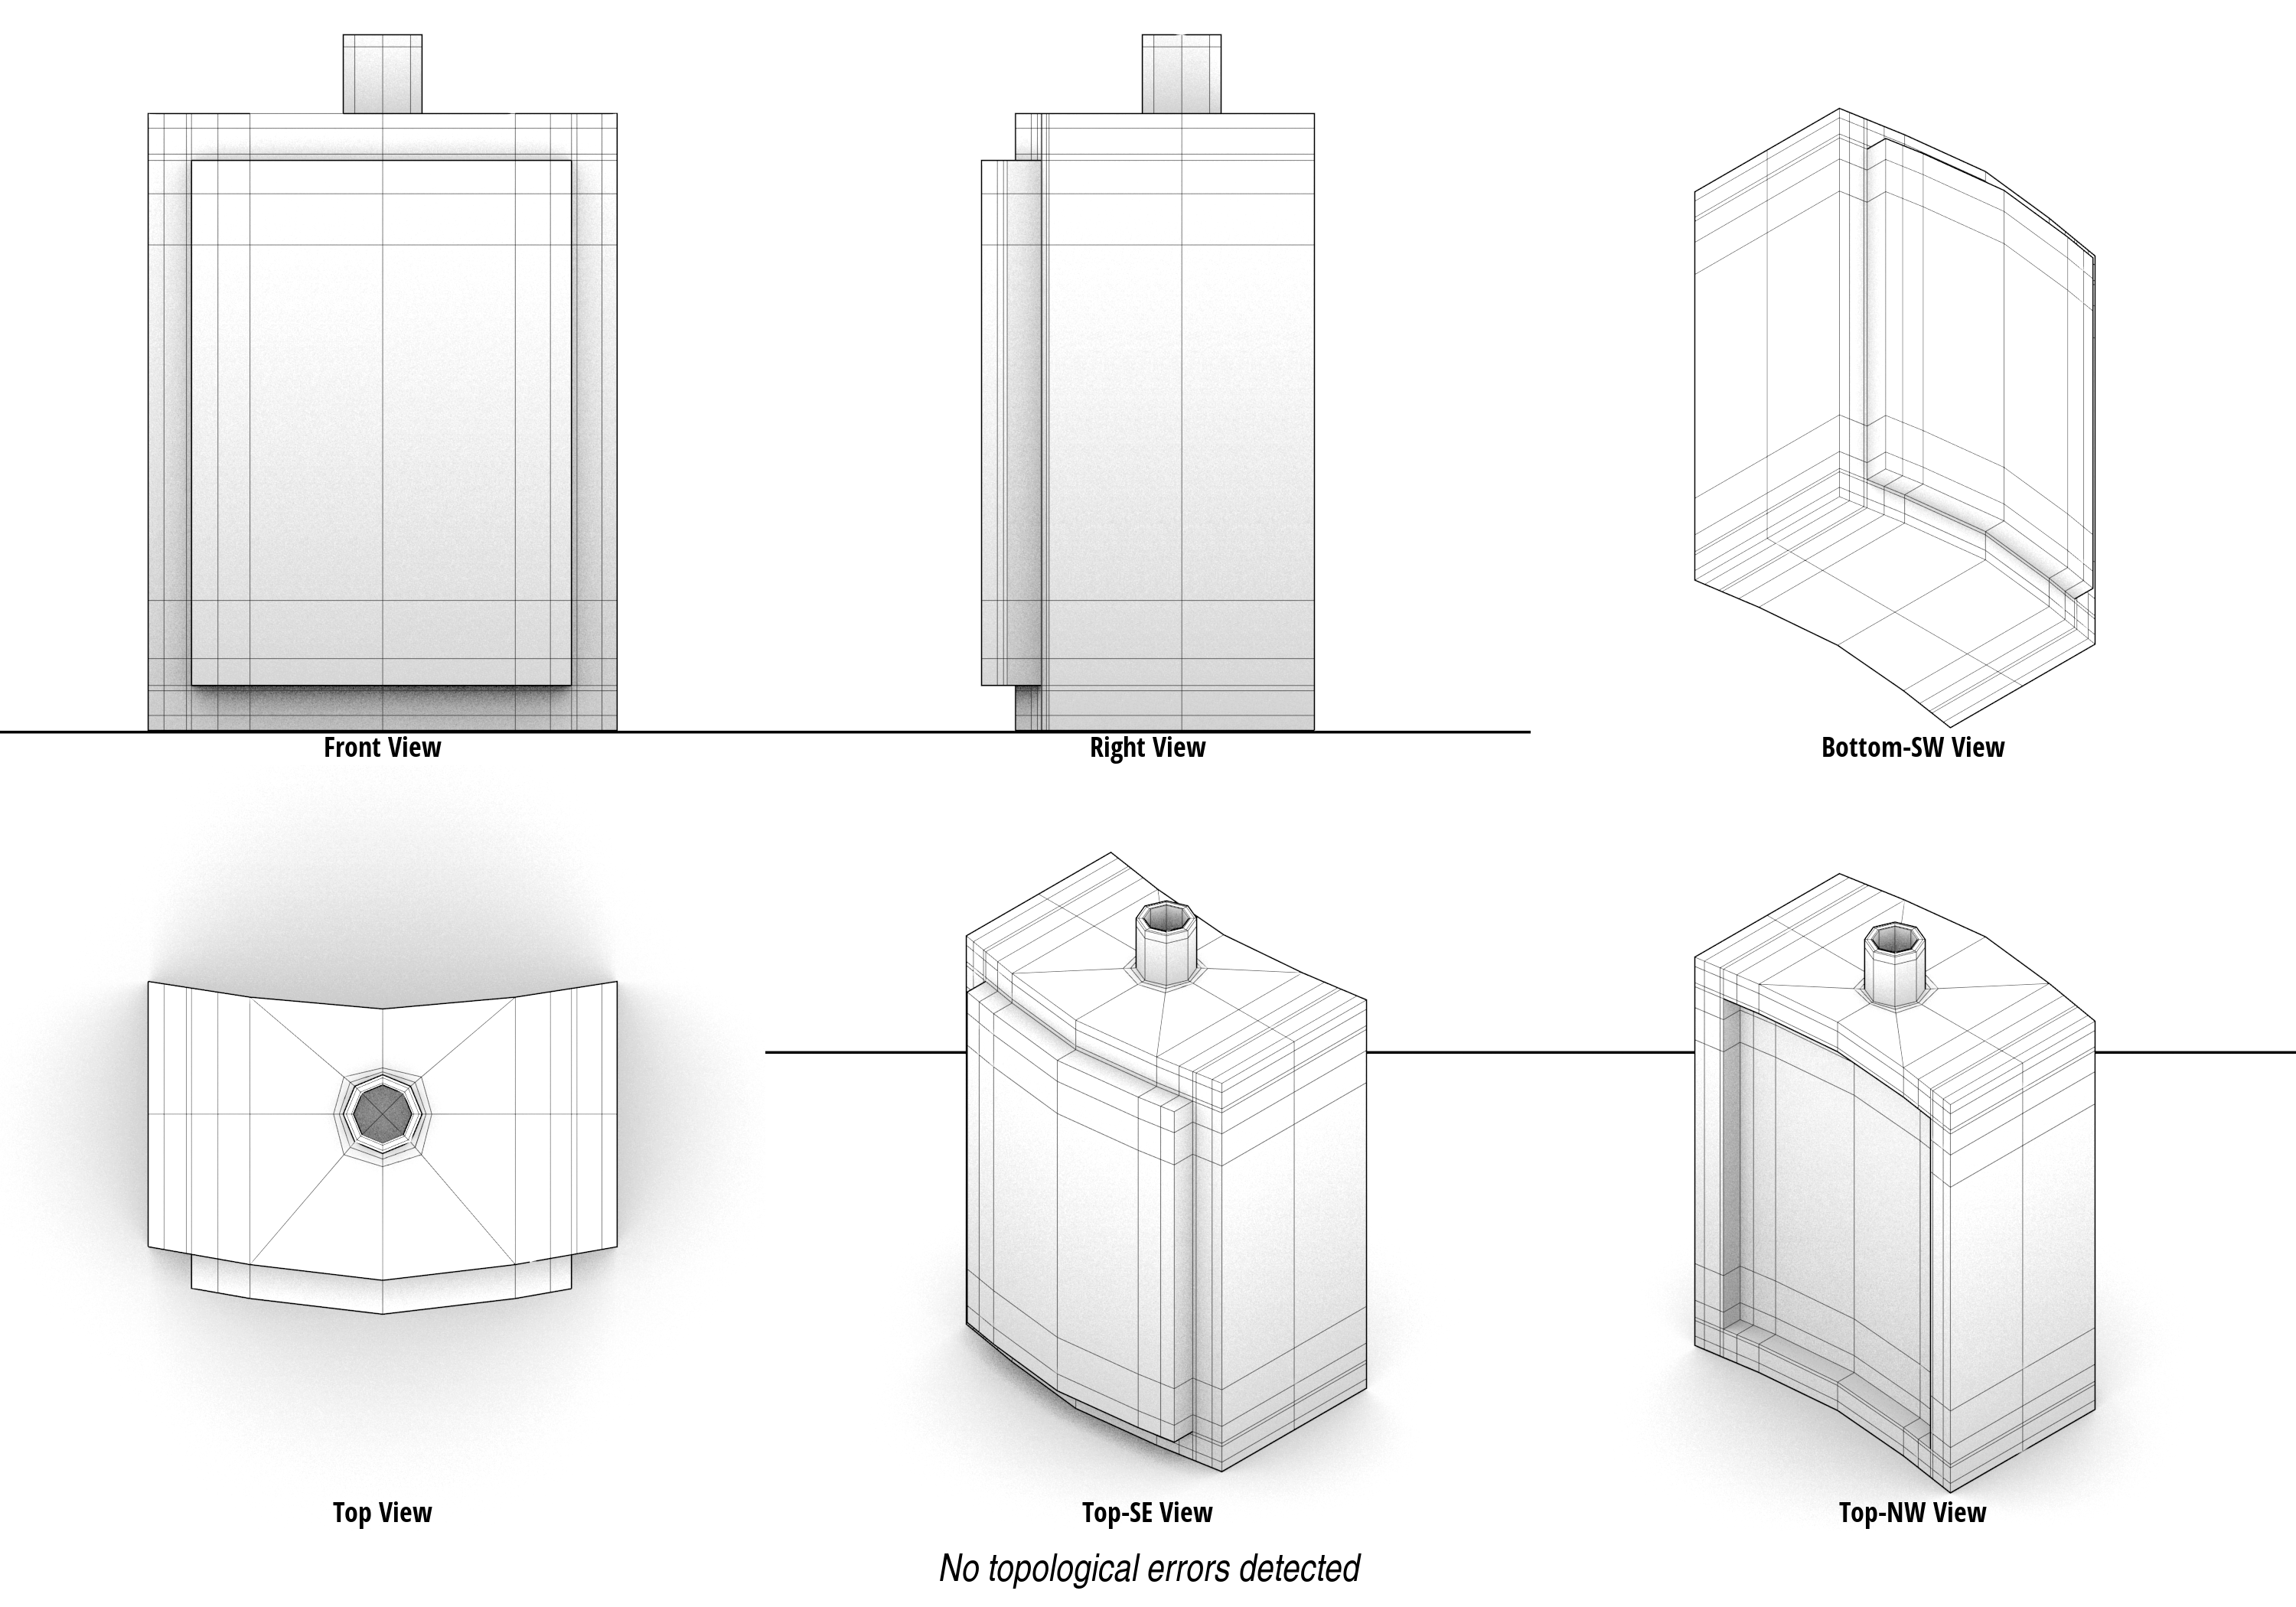 Front View
Right View
Bottom-SW View
Top View
Top-SE View
Top-NW View
No topological errors detected